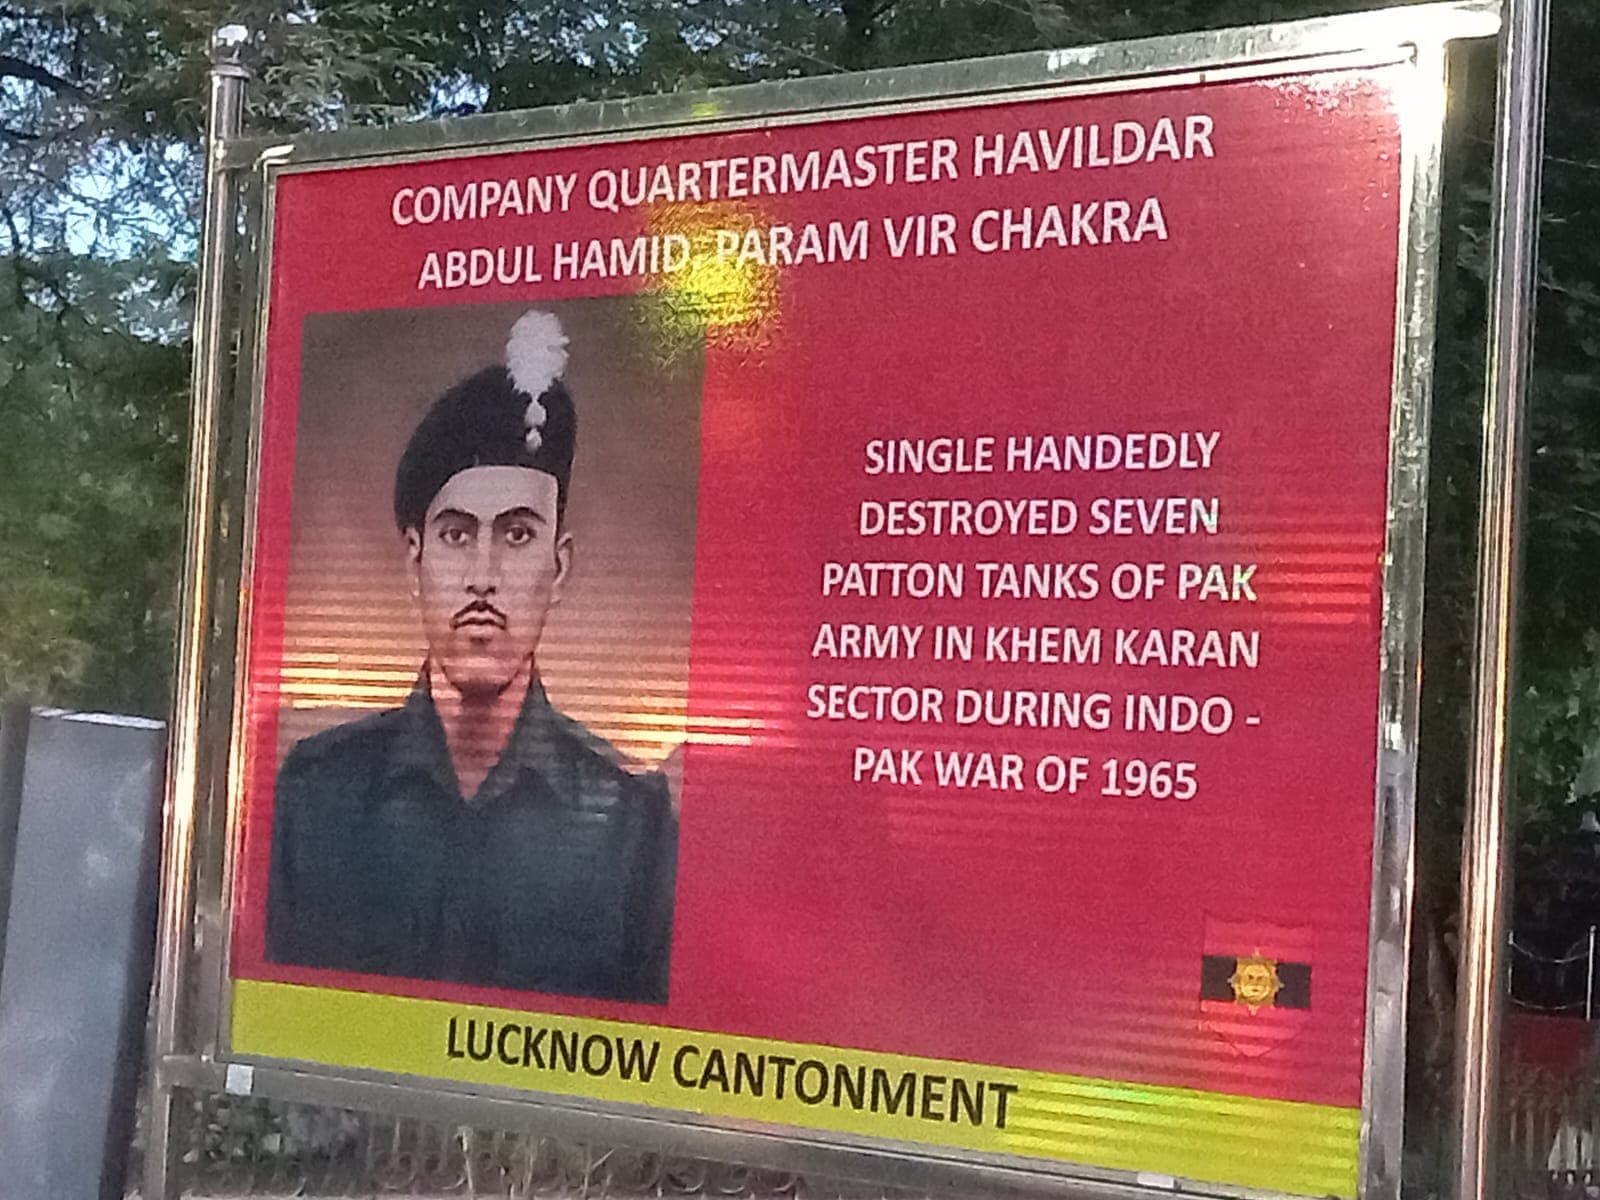 COMPANY QUARTERMASTER HAVILDAR
ABDUL HAMID, PARAM VIR CHAKRA
SINGLE HANDEDLY
DESTROYED SEVEN
PATTON TANKS OF PAK
ARMY IN KHEM KARAN
SECTOR DURING INDO -
PAK WAR OF 1965
LUCKNOW CANTONMENT